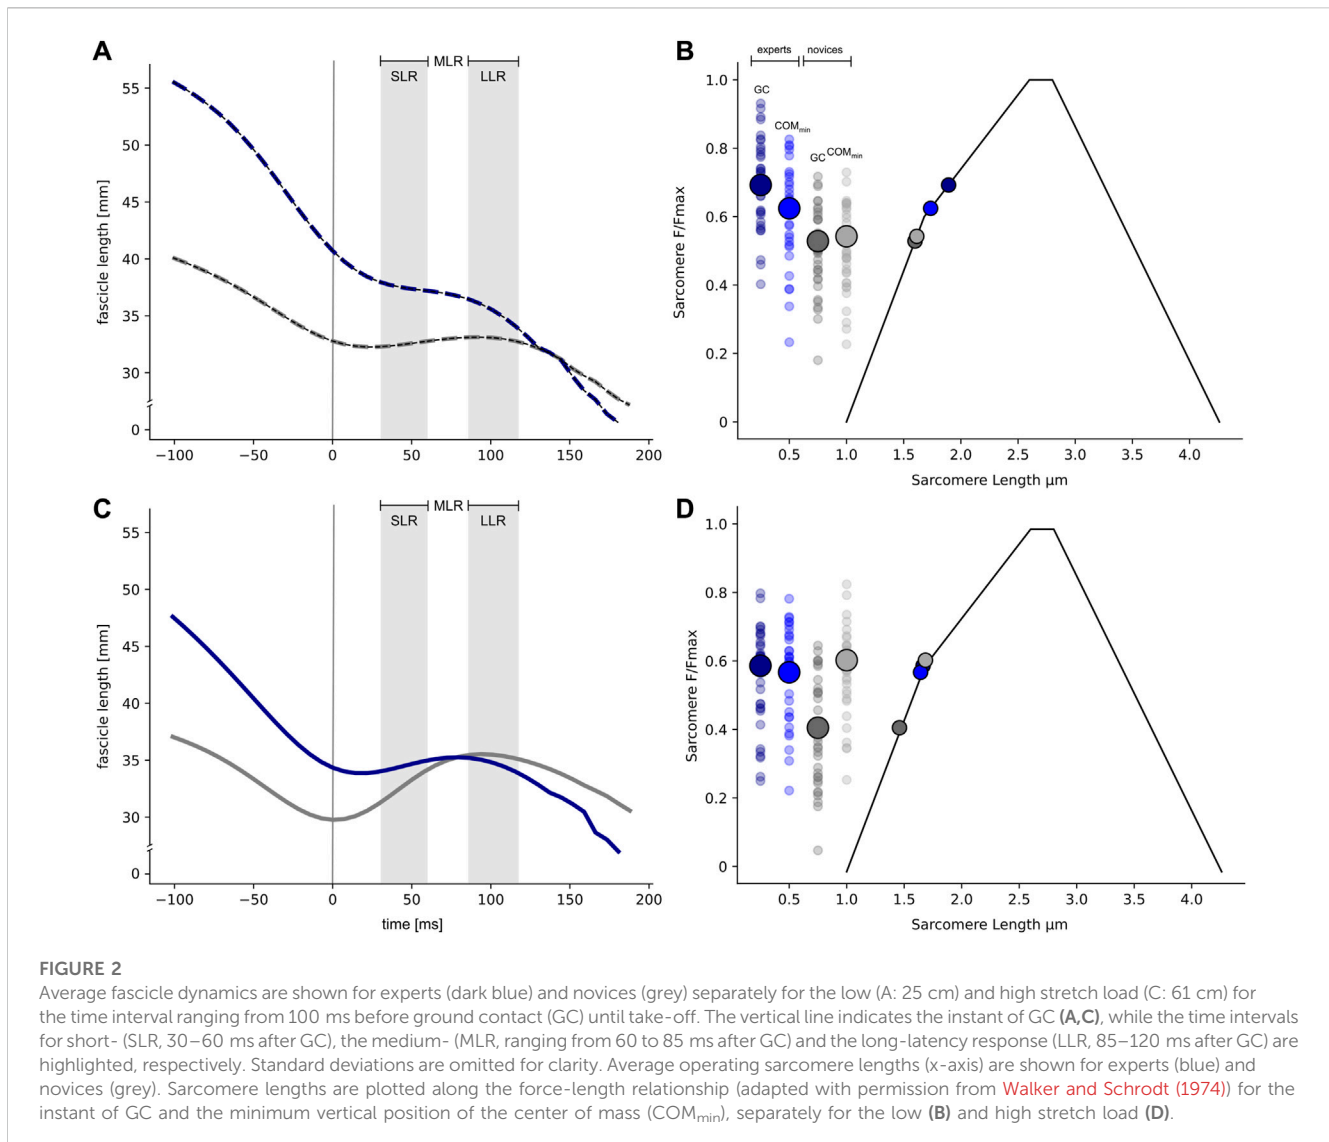 A
B
experts novices
MLR
SLR
LLR
GC
COMmin
GC
COMmin
fascicle length [mm]
55
50
45
40
35
30
0
−100 −50 0 50 100 150 200
Sarcomere F/Fmax
1.0
0.8
0.6
0.4
0.2
0
0.5 1.0 1.5 2.0 2.5 3.0 3.5 4.0
Sarcomere Length µm
C
D
MLR
SLR
LLR
fascicle length [mm]
55
50
45
40
35
30
0
−100 −50 0 50 100 150 200
time [ms]
Sarcomere F/Fmax
1.0
0.8
0.6
0.4
0.2
0
0.5 1.0 1.5 2.0 2.5 3.0 3.5 4.0
Sarcomere Length µm
FIGURE 2
Average fascicle dynamics are shown for experts (dark blue) and novices (grey) separately for the low (A: 25 cm) and high stretch load (C: 61 cm) for
the time interval ranging from 100 ms before ground contact (GC) until take-off. The vertical line indicates the instant of GC (A,C), while the time intervals
for short- (SLR, 30–60 ms after GC), the medium- (MLR, ranging from 60 to 85 ms after GC) and the long-latency response (LLR, 85–120 ms after GC) are
highlighted, respectively. Standard deviations are omitted for clarity. Average operating sarcomere lengths (x-axis) are shown for experts (blue) and
novices (grey). Sarcomere lengths are plotted along the force-length relationship (adapted with permission from Walker and Schrodt (1974)) for the
instant of GC and the minimum vertical position of the center of mass (COMmin), separately for the low (B) and high stretch load (D).